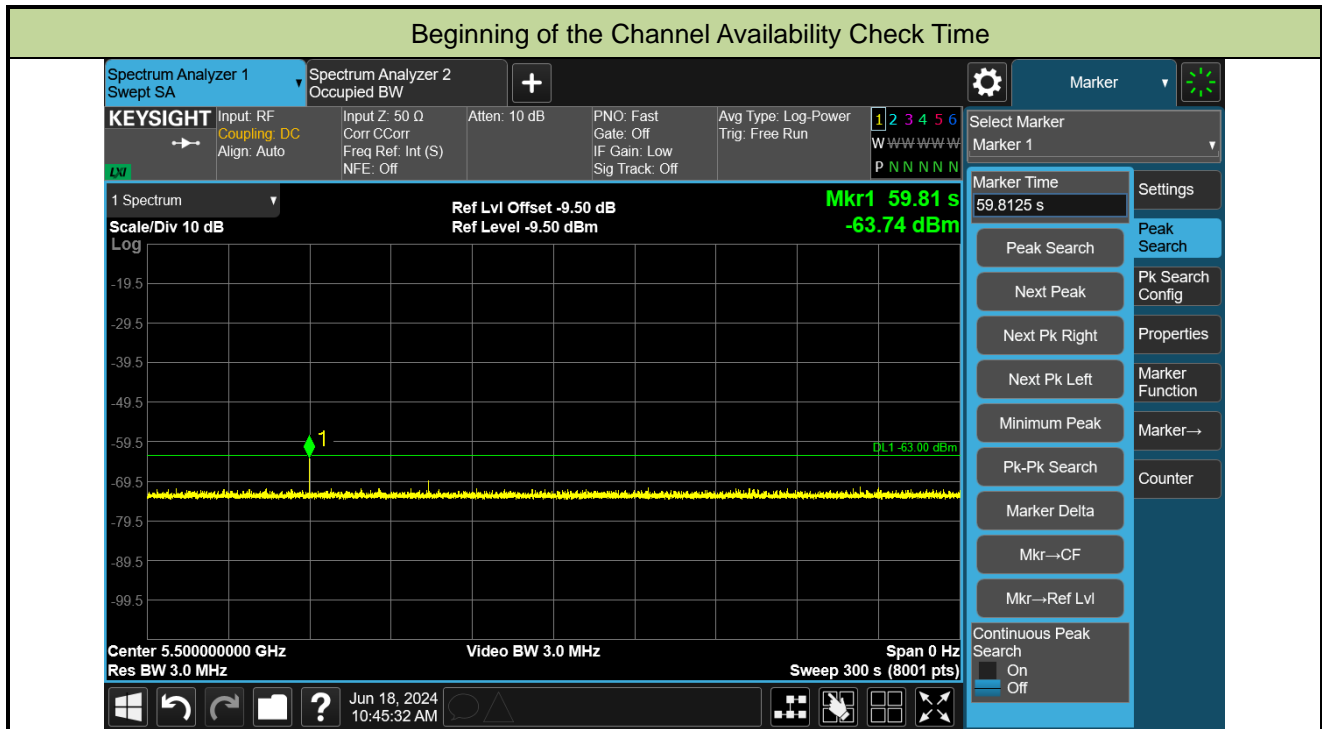 Beginning of the Channel Availability Check Time
Spectrum Analyzer 1
Swept SA
Spectrum Analyzer 2
Occupied BW
Marker
KEYSIGHT
LXI
Input: RF
Coupling: DC
Align: Auto
Input Z: 50 Ω
Corr CCorr
Freq Ref: Int (S)
NFE: Off
Atten: 10 dB
PNO: Fast
Gate: Off
IF Gain: Low
Sig Track: Off
Avg Type: Log-Power
Trig: Free Run
1 2 3 4 5 6
W W W W W W
P N N N N N
Select Marker
Marker 1
1 Spectrum
Scale/Div 10 dB
Ref Lvl Offset -9.50 dB
Ref Level -9.50 dBm
Mkr1 59.81 s
-63.74 dBm
Log
-19.5
-29.5
-39.5
-49.5
-59.5
-69.5
-79.5
-89.5
-99.5
1
DL1 -63.00 dBm
Center 5.500000000 GHz
Res BW 3.0 MHz
Video BW 3.0 MHz
Span 0 Hz
Sweep 300 s (8001 pts)
Marker Time
59.8125 s
Peak Search
Next Peak
Next Pk Right
Next Pk Left
Minimum Peak
Pk-Pk Search
Marker Delta
Mkr→CF
Mkr→Ref Lvl
Continuous Peak
Search
On
Off
Settings
Peak
Search
Pk Search
Config
Properties
Marker
Function
Marker→
Counter
?
Jun 18, 2024
10:45:32 AM